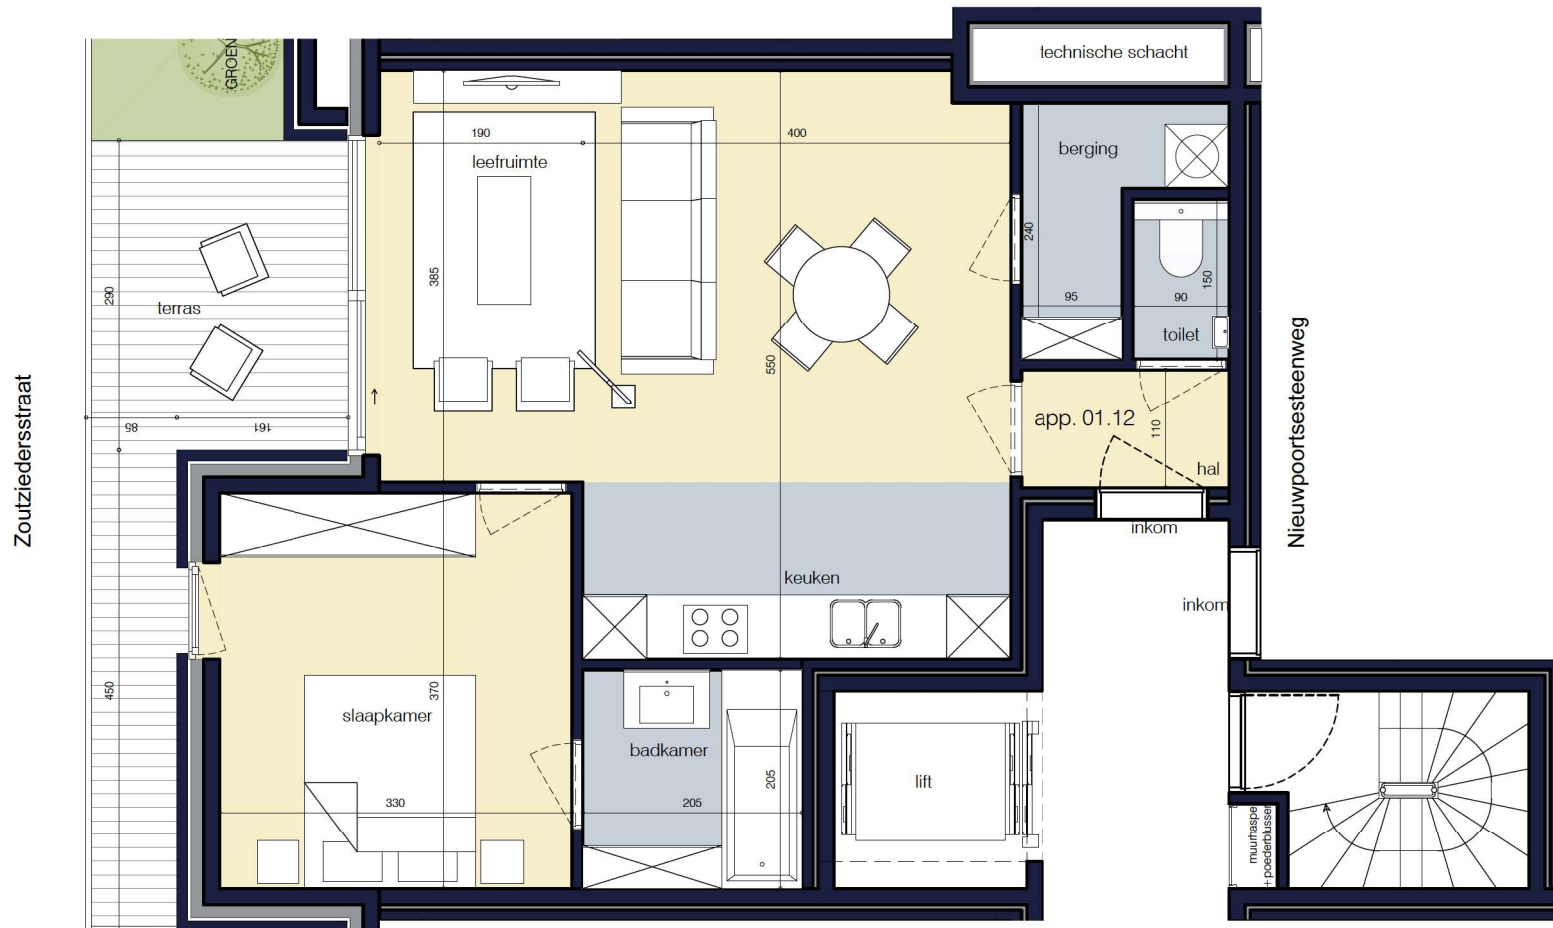 GROEN
technische schacht
190
400
leefruimte
berging
385
240
150
290
terras
95
90
toilet
550
Zoutziedersstraat
Nieuwpoortsesteenweg
85
161
app. 01.12
110
hal
inkom
keuken
inkom
450
370
slaapkamer
badkamer
lift
205
330
205
muurhaspel
+poederblusser